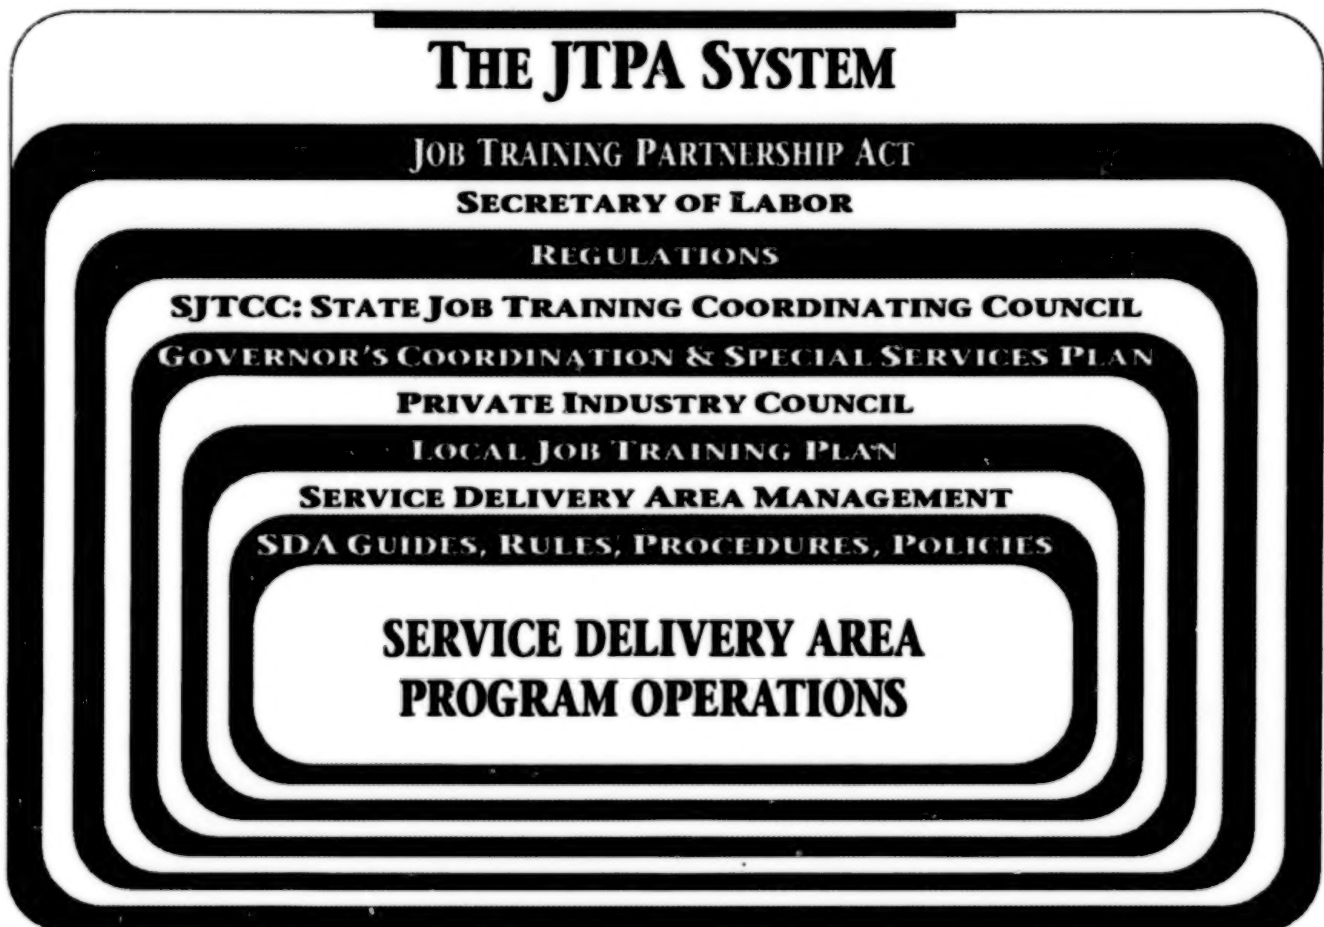 THE JTPA SYSTEM
JOB TRAINING PARTNERSHIP ACT
SECRETARY OF LABOR
REGULATIONS
SJTCC: STATE JOB TRAINING COORDINATING COUNCIL
GOVERNOR'S COORDINATION & SPECIAL SERVICES PLAN
PRIVATE INDUSTRY COUNCIL
LOCAL JOB TRAINING PLAN
SERVICE DELIVERY AREA MANAGEMENT
SDA GUIDES, RULES, PROCEDURES, POLICIES
SERVICE DELIVERY AREA
PROGRAM OPERATIONS